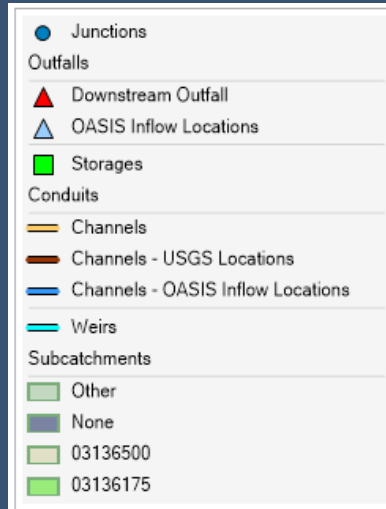 Junctions
Outfalls
Downstream Outfall
OASIS Inflow Locations
Storages
Conduits
Channels
Channels - USGS Locations
Channels - OASIS Inflow Locations
Weirs
Subcatchments
Other
None
03136500
03136175